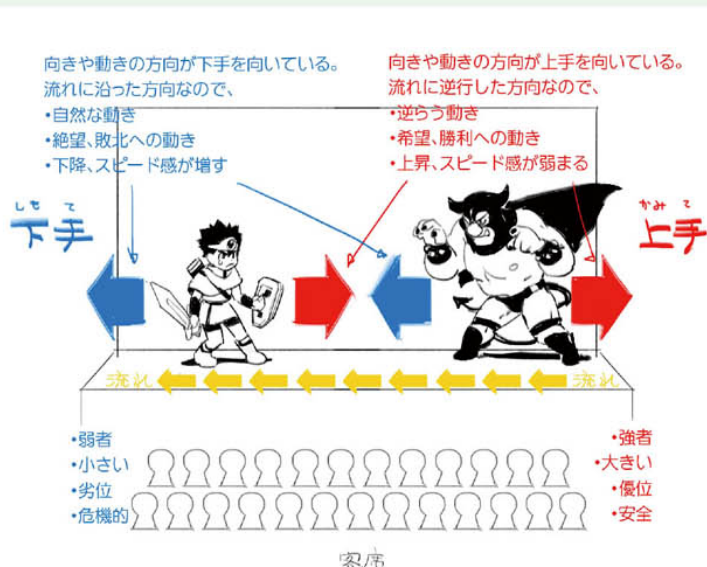 向きや動きの方向が下手を向いている。
流れに沿った方向なので、
・自然な動き
・絶望、敗北への動き
・下降、スピード感が増す
向きや動きの方向が上手を向いている。
流れに逆行した方向なので、
・逆らう動き
・希望、勝利への動き
・上昇、スピード感が弱まる
しもて
下手
かみて
上手
流れ
流れ
・弱者
・小さい
・劣位
・危機的
・強者
・大きい
・優位
・安全
客席